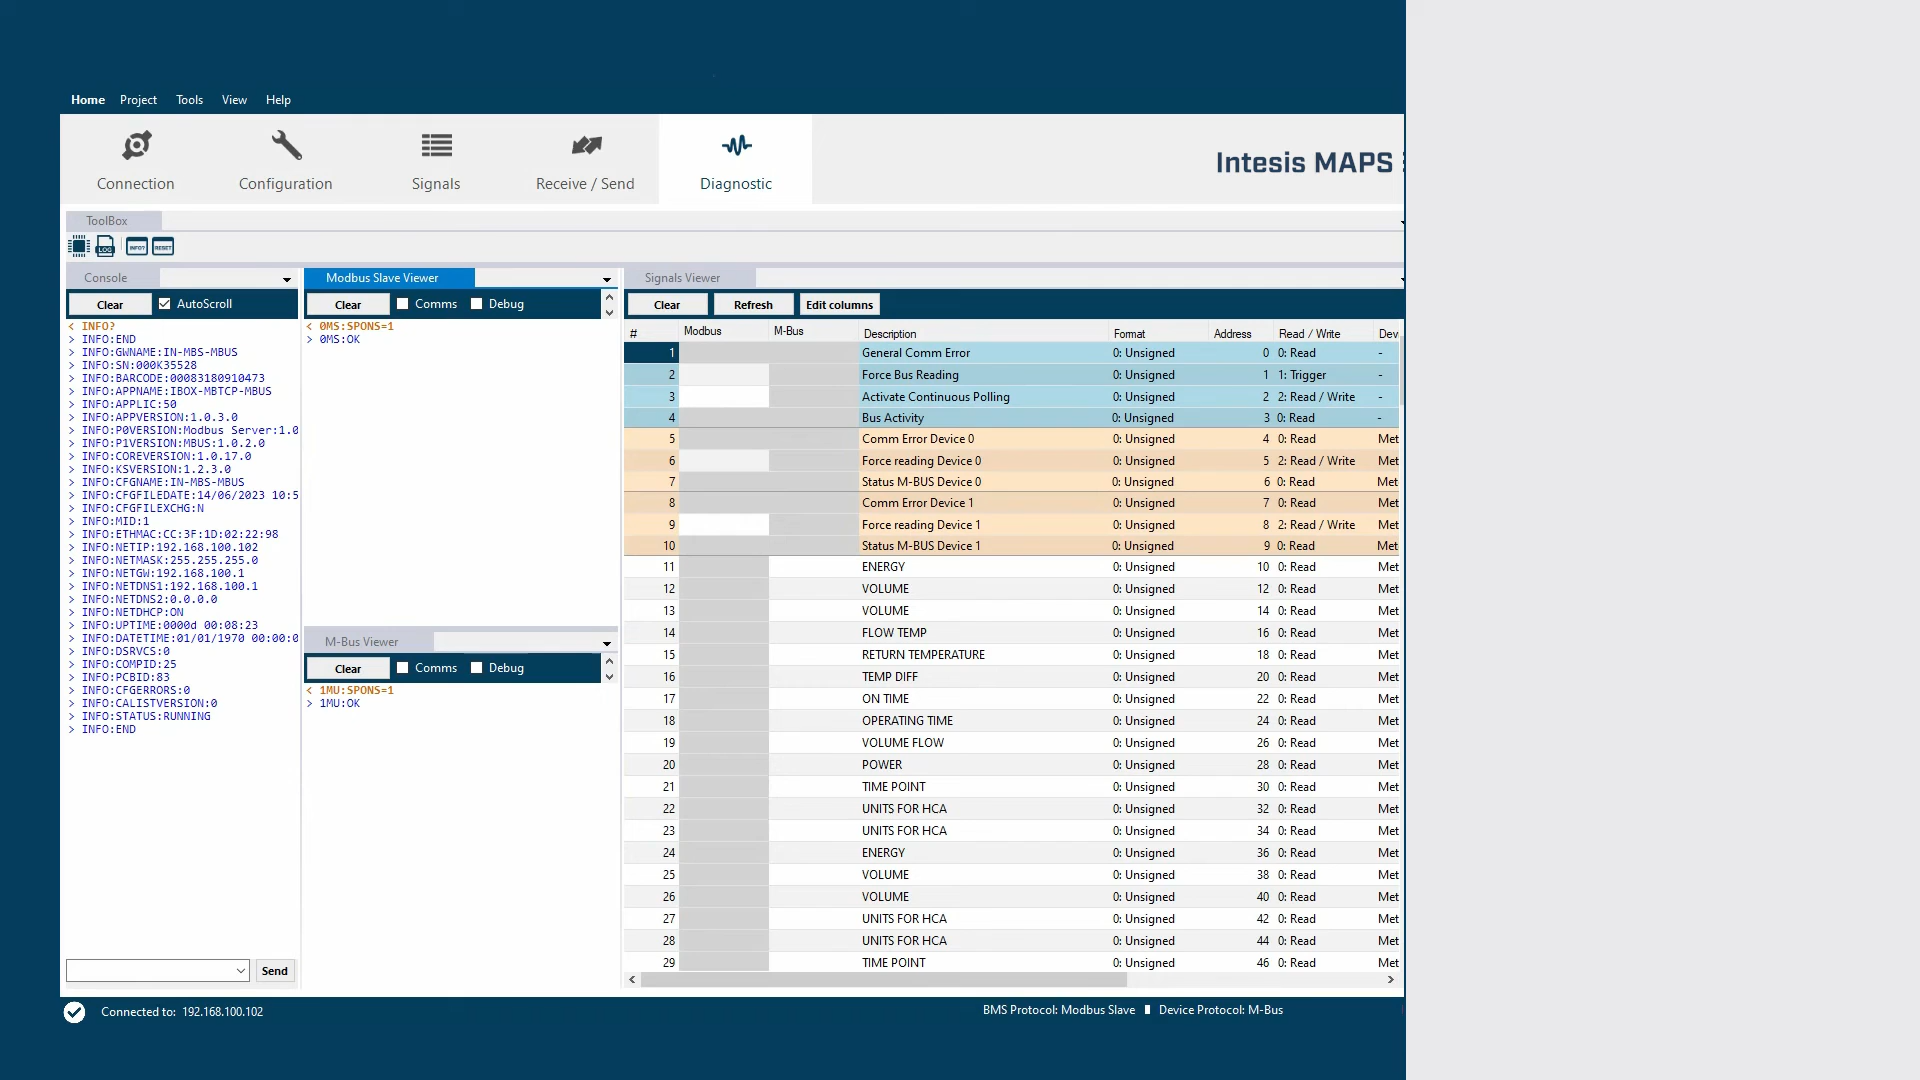 Home Project Tools View Help
Connection Configuration Signals Receive / Send Diagnostic
Intesis MAPS
ToolBox
LOG INFO? RESET
Console
Clear AutoScroll
< INFO?
> INFO:END
> INFO:GWNAME:IN-MBS-MBUS
> INFO:SN:000K35528
> INFO:BARCODE:00083180910473
> INFO:APPNAME:IBOX-MBTCP-MBUS
> INFO:APPLIC:50
> INFO:APPVERSION:1.0.3.0
> INFO:P0VERSION:Modbus Server:1.0
> INFO:P1VERSION:MBUS:1.0.2.0
> INFO:COREVERSION:1.0.17.0
> INFO:KSVERSION:1.2.3.0
> INFO:CFGNAME:IN-MBS-MBUS
> INFO:CFGFILEDATE:14/06/2023 10:5
> INFO:CFGFILEXCHG:N
> INFO:MID:1
> INFO:ETHMAC:CC:3F:1D:02:22:98
> INFO:NETIP:192.168.100.102
> INFO:NETMASK:255.255.255.0
> INFO:NETGW:192.168.100.1
> INFO:NETDNS1:192.168.100.1
> INFO:NETDNS2:0.0.0.0
> INFO:NETDHCP:ON
> INFO:UPTIME:0000d 00:08:23
> INFO:DATETIME:01/01/1970 00:00:0
> INFO:DSRVCS:0
> INFO:COMPID:25
> INFO:PCBID:83
> INFO:CFGERRORS:0
> INFO:CALISTVERSION:0
> INFO:STATUS:RUNNING
> INFO:END
Send
Modbus Slave Viewer
Clear Comms Debug
< 0MS:SPONS=1
> 0MS:OK
M-Bus Viewer
Clear Comms Debug
< 1MU:SPONS=1
> 1MU:OK
Signals Viewer
Clear Refresh Edit columns
# Modbus M-Bus Description Format Address Read / Write Dev
1 General Comm Error 0: Unsigned 0 0: Read -
2 Force Bus Reading 0: Unsigned 1 1: Trigger -
3 Activate Continuous Polling 0: Unsigned 2 2: Read / Write -
4 Bus Activity 0: Unsigned 3 0: Read -
5 Comm Error Device 0 0: Unsigned 4 0: Read Met
6 Force reading Device 0 0: Unsigned 5 2: Read / Write Met
7 Status M-BUS Device 0 0: Unsigned 6 0: Read Met
8 Comm Error Device 1 0: Unsigned 7 0: Read Met
9 Force reading Device 1 0: Unsigned 8 2: Read / Write Met
10 Status M-BUS Device 1 0: Unsigned 9 0: Read Met
11 ENERGY 0: Unsigned 10 0: Read Met
12 VOLUME 0: Unsigned 12 0: Read Met
13 VOLUME 0: Unsigned 14 0: Read Met
14 FLOW TEMP 0: Unsigned 16 0: Read Met
15 RETURN TEMPERATURE 0: Unsigned 18 0: Read Met
16 TEMP DIFF 0: Unsigned 20 0: Read Met
17 ON TIME 0: Unsigned 22 0: Read Met
18 OPERATING TIME 0: Unsigned 24 0: Read Met
19 VOLUME FLOW 0: Unsigned 26 0: Read Met
20 POWER 0: Unsigned 28 0: Read Met
21 TIME POINT 0: Unsigned 30 0: Read Met
22 UNITS FOR HCA 0: Unsigned 32 0: Read Met
23 UNITS FOR HCA 0: Unsigned 34 0: Read Met
24 ENERGY 0: Unsigned 36 0: Read Met
25 VOLUME 0: Unsigned 38 0: Read Met
26 VOLUME 0: Unsigned 40 0: Read Met
27 UNITS FOR HCA 0: Unsigned 42 0: Read Met
28 UNITS FOR HCA 0: Unsigned 44 0: Read Met
29 TIME POINT 0: Unsigned 46 0: Read Met
Connected to: 192.168.100.102
BMS Protocol: Modbus Slave Device Protocol: M-Bus